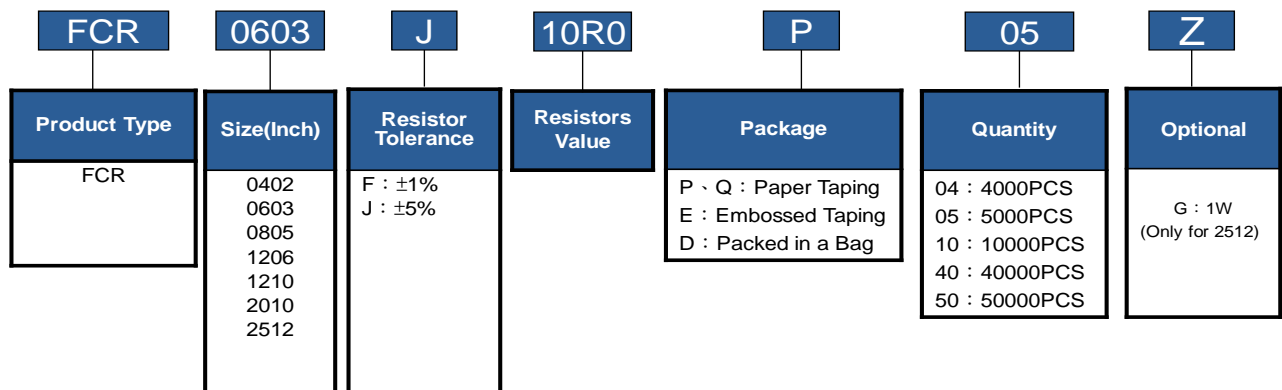 FCR 0603 J 10R0 P 05 Z
Product Type
FCR
Size(Inch)
0402
0603
0805
1206
1210
2010
2512
Resistor
Tolerance
F：±1%
J：±5%
Resistors
Value
Package
P、Q：Paper Taping
E：Embossed Taping
D：Packed in a Bag
Quantity
04：4000PCS
05：5000PCS
10：10000PCS
40：40000PCS
50：50000PCS
Optional
G：1W
(Only for 2512)